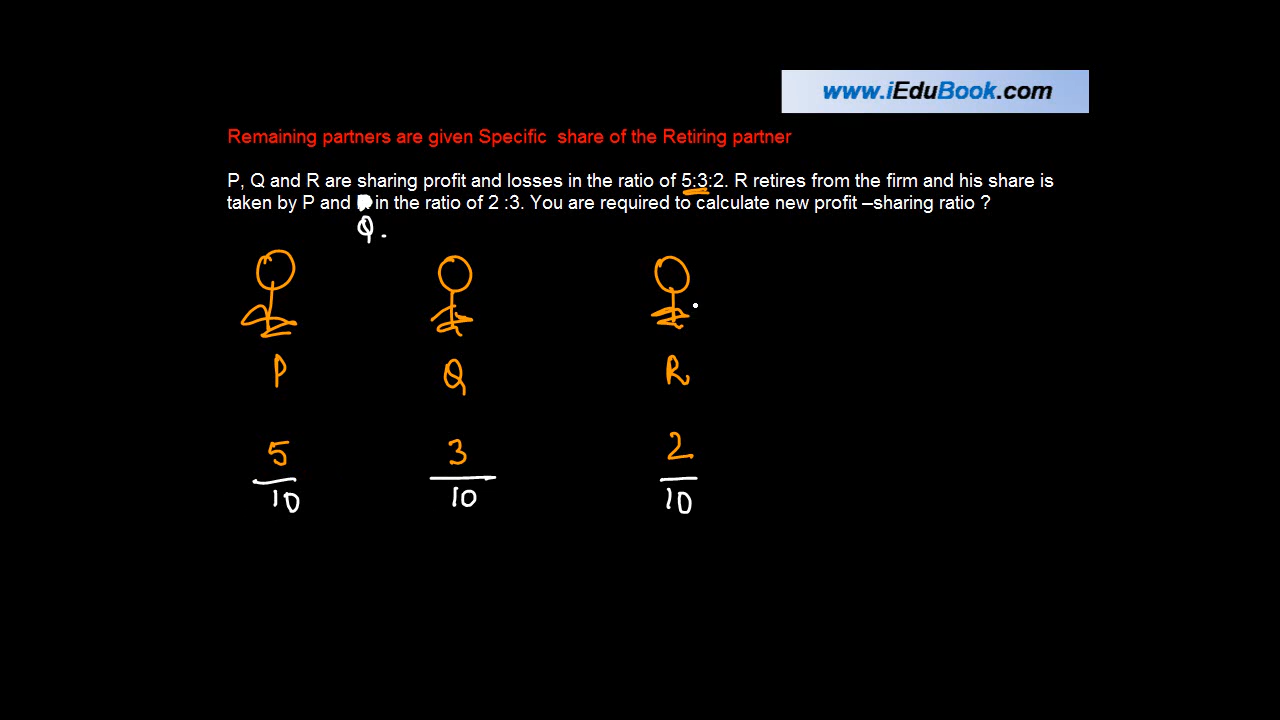 www.iEduBook.com
Remaining partners are given Specific share of the Retiring partner
P, Q and R are sharing profit and losses in the ratio of 5:3:2. R retires from the firm and his share is
taken by P and in the ratio of 2 :3. You are required to calculate new profit –sharing ratio ?
Q.
P Q R
5 3 2
10 10 10